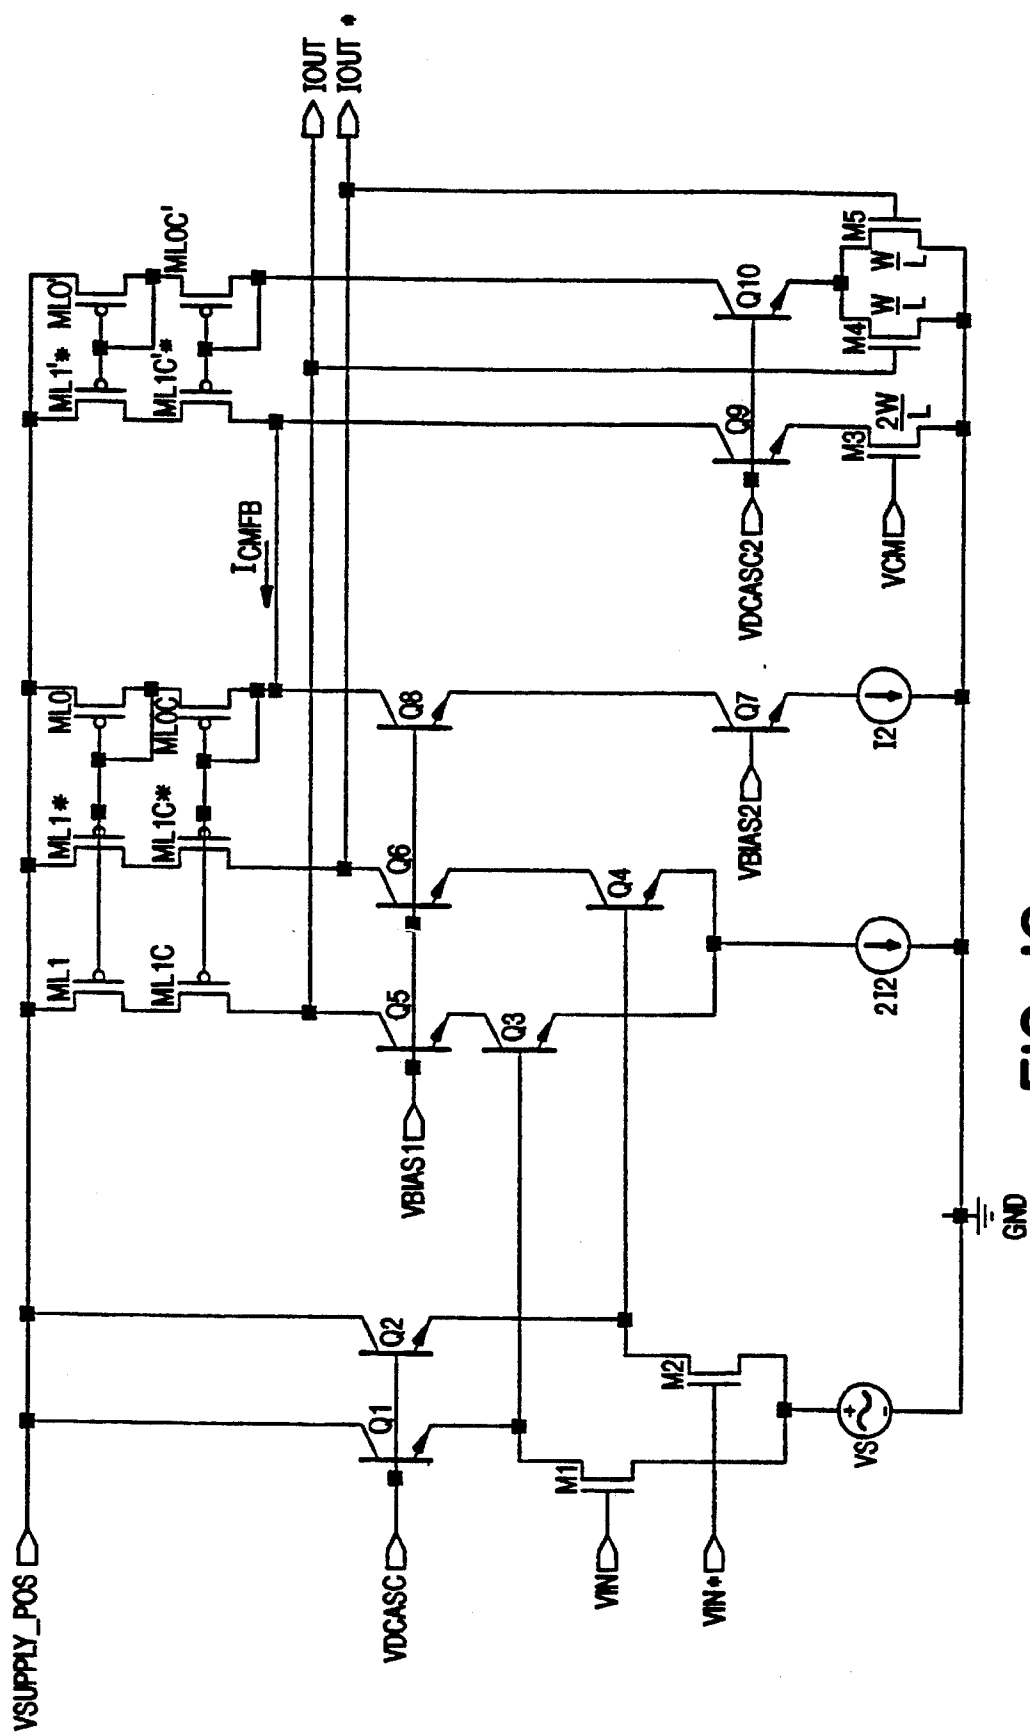 VSUPPLY_POS
ML1
ML1*
ML0
ML1'*
ML0'
ML1C
ML1C*
ML0C
ML1C'*
ML0C'
ICMFB
IOUT
IOUT*
VDCASC
Q1
Q2
VBIAS1
Q5
Q6
Q8
Q3
Q4
VBIAS2
Q7
VDCASC2
Q9
Q10
VIN
M1
VIN*
M2
VS
+
-
2I2
I2
VCM
M3
2W
L
M4
W
L
M5
W
L
GND